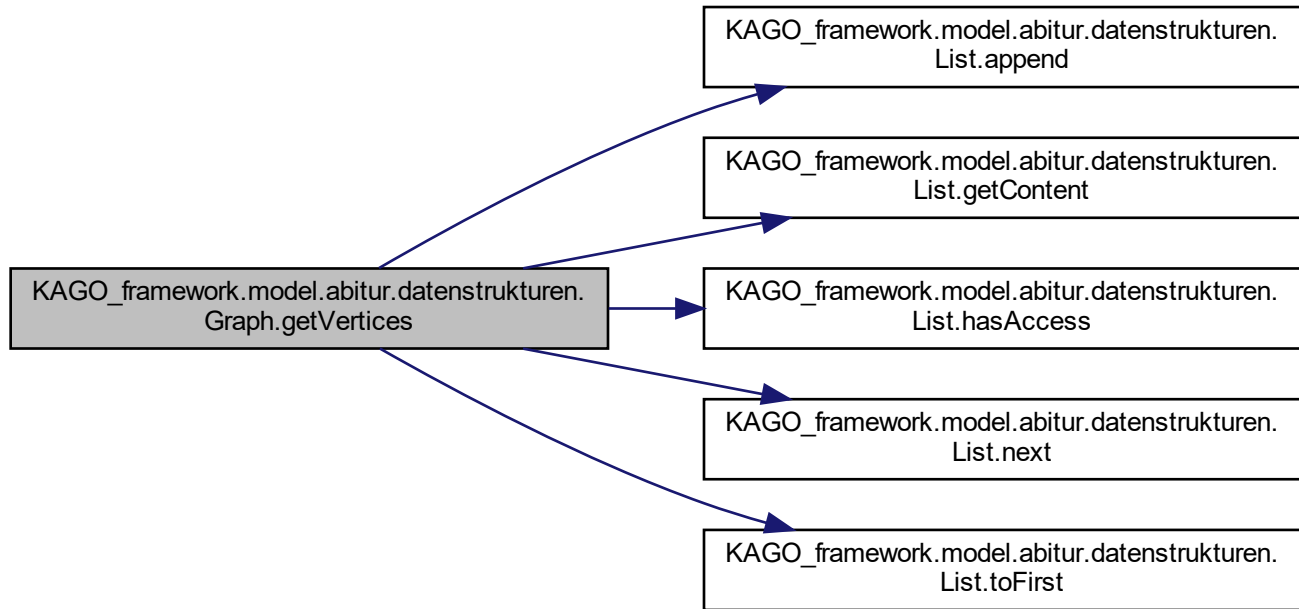 KAGO_framework.model.abitur.datenstrukturen.
List.append
KAGO_framework.model.abitur.datenstrukturen.
List.getContent
KAGO_framework.model.abitur.datenstrukturen.
Graph.getVertices
KAGO_framework.model.abitur.datenstrukturen.
List.hasAccess
KAGO_framework.model.abitur.datenstrukturen.
List.next
KAGO_framework.model.abitur.datenstrukturen.
List.toFirst